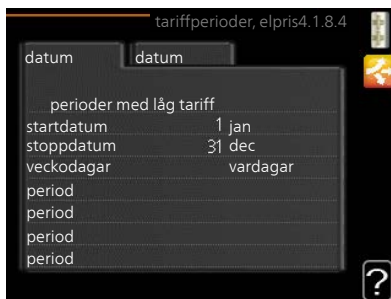 tariffperioder, elpris4.1.8.4
datum datum
perioder med låg tariff
startdatum 1 jan
stoppdatum 31 dec
veckodagar vardagar
period
period
period
period
?